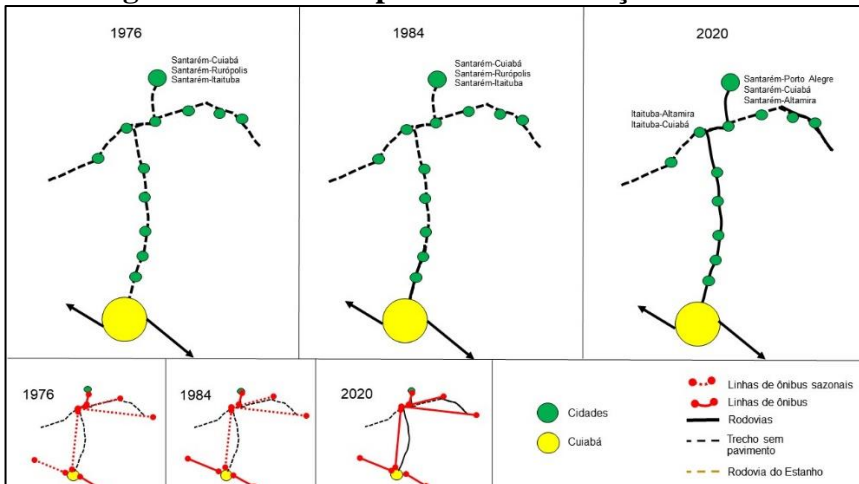 1976
Santarém-Cuiabá
Santarém-Rurópolis
Santarém-Itaituba
1984
Santarém-Cuiabá
Santarém-Rurópolis
Santarém-Itaituba
2020
Santarém-Porto Alegre
Santarém-Cuiabá
Santarém-Altamira
Itaituba-Altamira
Itaituba-Cuiabá
1976
1984
2020
Cidades
Cuiabá
Linhas de ônibus sazonais
Linhas de ônibus
Rodovias
Trecho sem
pavimento
Rodovia do Estanho